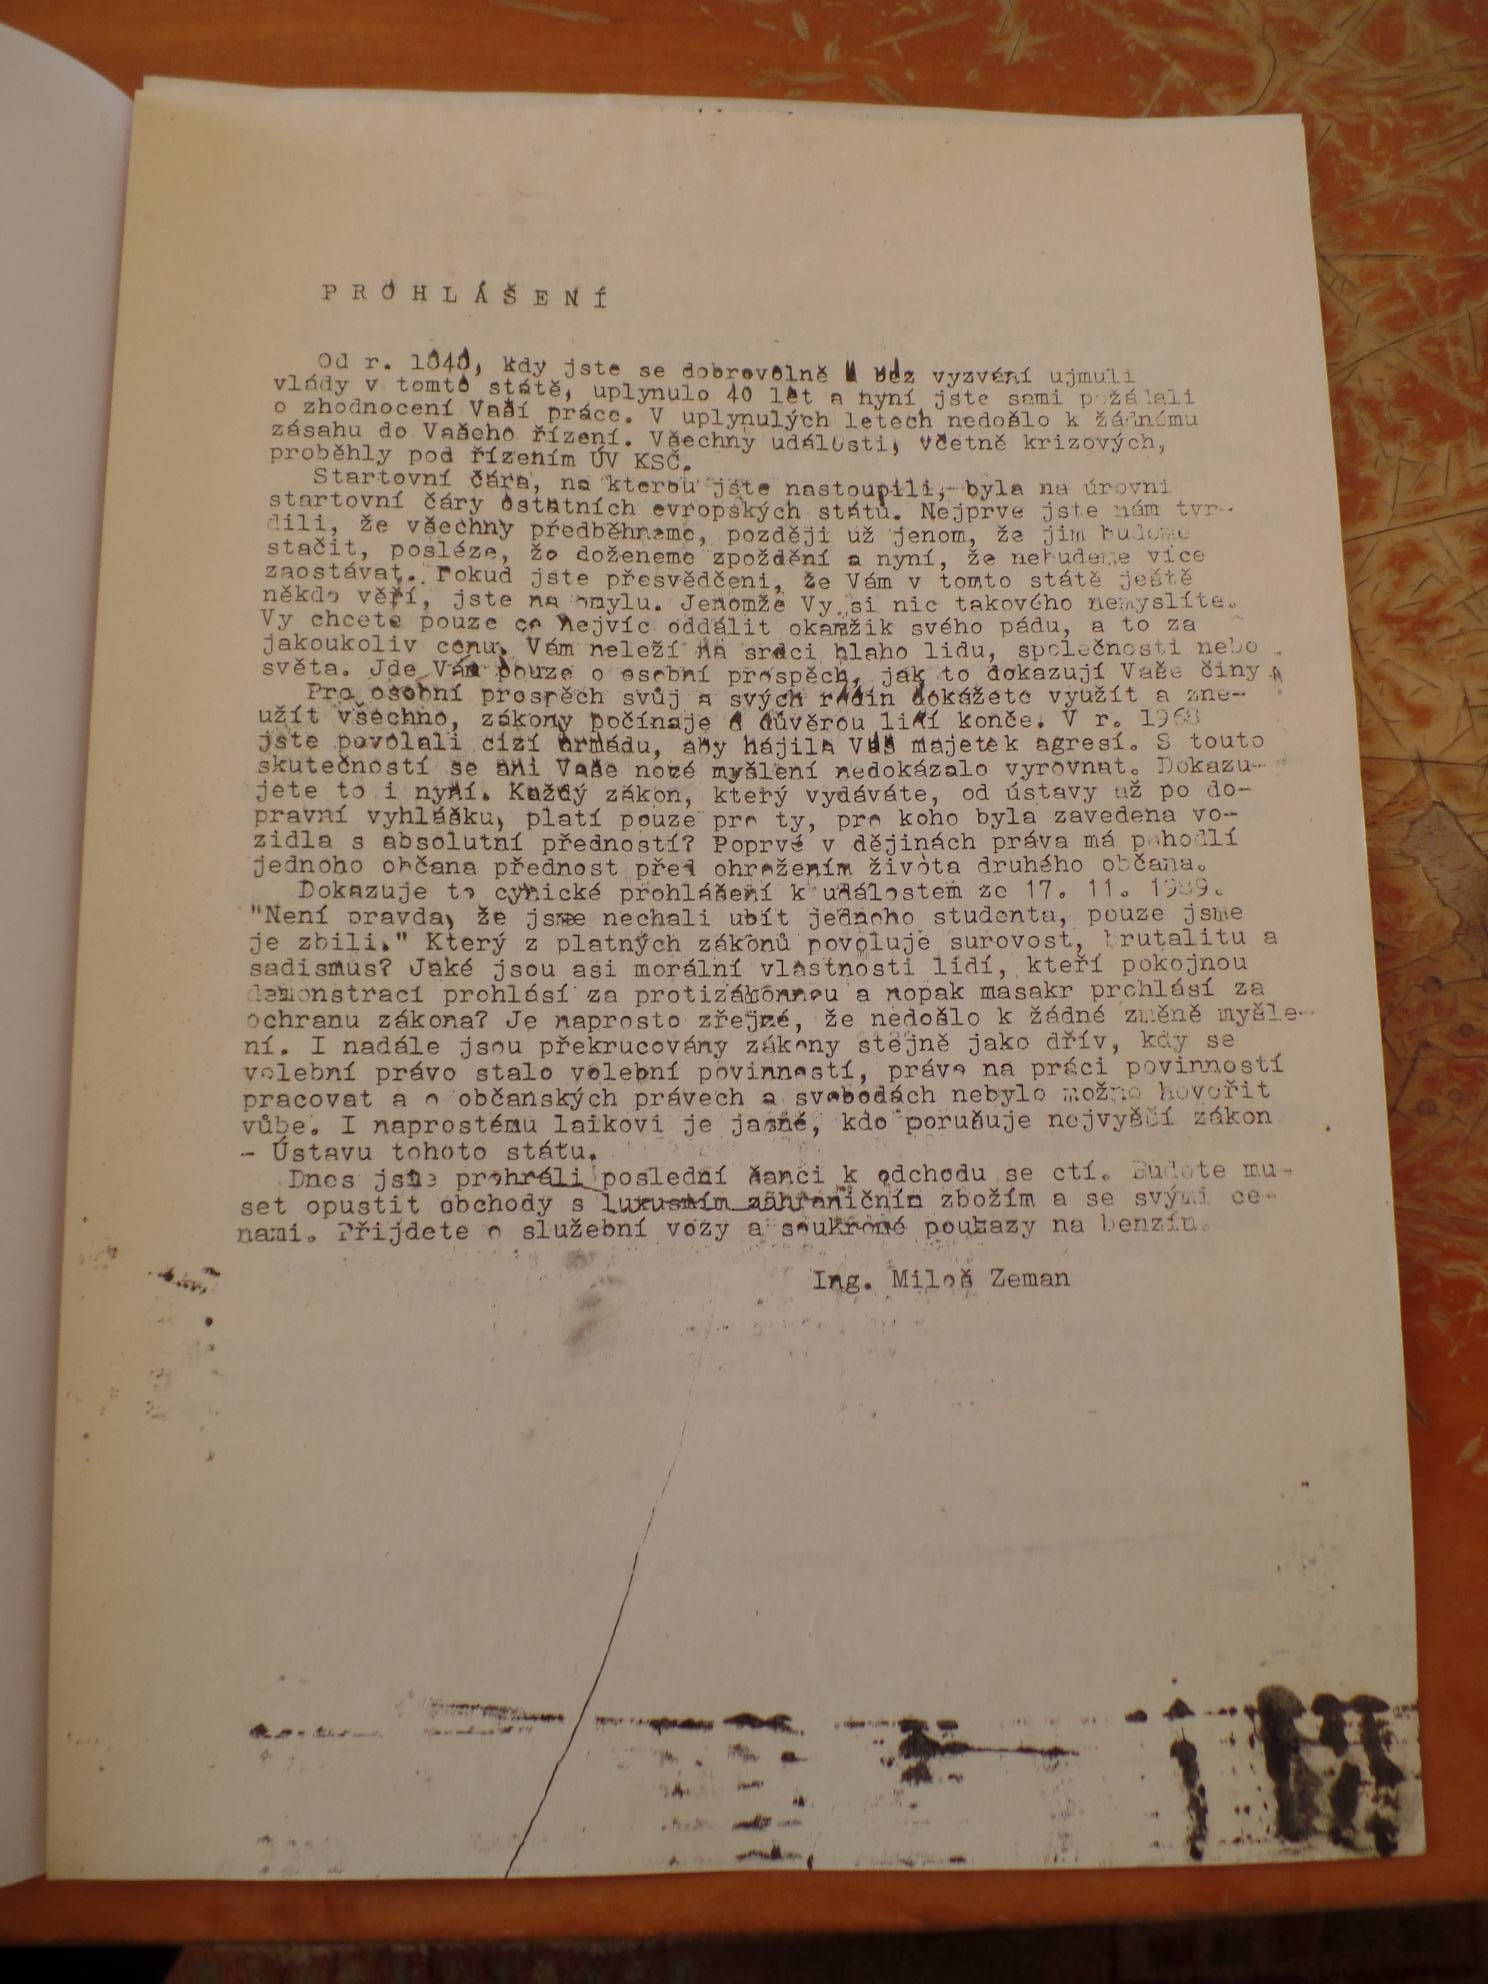 PROHLÁŠENÍ
Od r. 1948, kdy jste se dobrovolně a bez vyzvání ujmuli
vlády v tomto státě, uplynulo 40 let a nyní jste sami požádali
o zhodnocení Vaší práce. V uplynulých letech nedošlo k žádnému
zásahu do Vašeho řízení. Všechny události, včetně krizových,
proběhly pod řízením ÚV KSČ.
Startovní čára, na kterou jste nastoupili, byla na úrovni
startovní čáry ostatních evropských států. Nejprve jste nám tvr-
dili, že všechny předběhneme, později už jenom, že jim budeme
stačit, posléze, že doženeme zpoždění a nyní, že nebudeme více
zaostávat. Pokud jste přesvědčeni, že Vám v tomto státě ještě
někdo věří, jste na omylu. Jenomže Vy si nic takového nemyslíte.
Vy chcete pouze co nejvíc oddálit okamžik svého pádu, a to za
jakoukoliv cenu. Vám neleží na srdci blaho lidu, společnosti nebo
světa. Jde Vám pouze o osobní prospěch, jak to dokazují Vaše činy.
Pro osobní prospěch svůj a svých rodin dokážete využít a zne-
užít všechno, zákony počínaje a důvěrou lidí konče. V r. 1968
jste povolali cizí armádu, aby hájila Váš majetek agresí. S touto
skutečností se ani Vaše nové myšlení nedokázalo vyrovnat. Dokazu-
jete to i nyní. Každý zákon, který vydáváte, od ústavy až po do-
pravní vyhlášku, platí pouze pro ty, pro koho byla zavedena vo-
zidla s absolutní předností? Poprvé v dějinách práva má pohodlí
jednoho občana přednost před ohrožením života druhého občana.
Dokazuje to cynické prohlášení k událostem ze 17. 11. 1989.
"Není pravda, že jsme nechali ubít jednoho studenta, pouze jsme
je zbili." Který z platných zákonů povoluje surovost, brutalitu a
sadismus? Jaké jsou asi morální vlastnosti lidí, kteří pokojnou
demonstraci prohlásí za protizákonnou a nopak masakr prohlásí za
ochranu zákona? Je naprosto zřejmé, že nedošlo k žádné změně myšle-
ní. I nadále jsou překrucovány zákony stejně jako dřív, kdy se
volební právo stalo volební povinností, právo na práci povinností
pracovat a o občanských právech a svobodách nebylo možno hovořit
vůbe. I naprostému laikovi je jasné, kdo porušuje nejvyšší zákon
- Ústavu tohoto státu.
Dnes jste prohráli poslední šanci k odchodu se ctí. Budete mu-
set opustit obchody s luxusním zahraničním zbožím a se svými ce-
nami. Přijdete o služební vozy a soukromé poukazy na benzín.
Ing. Miloš Zeman